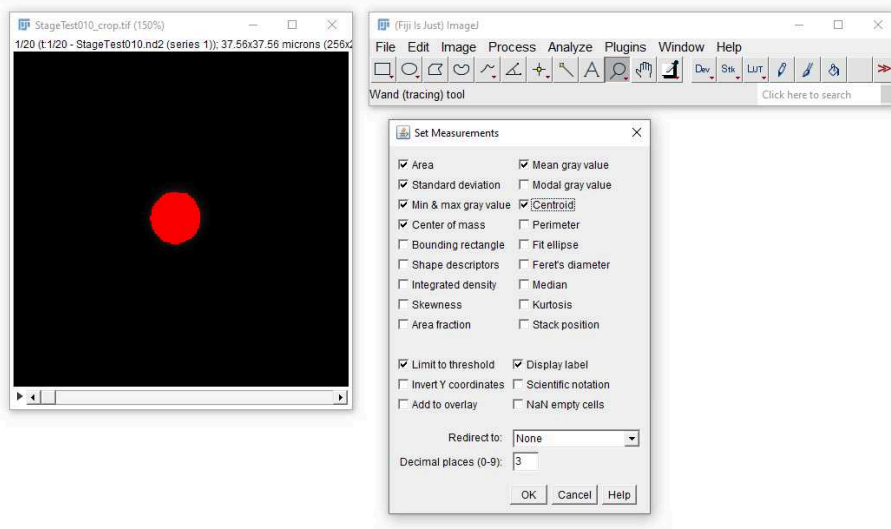 StageTest010_crop.tif (150%)
1/20 (t:1/20 - StageTest010.nd2 (series 1)); 37.56x37.56 microns (256x2
(Fiji Is Just) ImageJ
File Edit Image Process Analyze Plugins Window Help
A Dev Stk LUT >>
Wand (tracing) tool
Click here to search
Set Measurements
Area Mean gray value
Standard deviation Modal gray value
Min & max gray value Centroid
Center of mass Perimeter
Bounding rectangle Fit ellipse
Shape descriptors Feret's diameter
Integrated density Median
Skewness Kurtosis
Area fraction Stack position
Limit to threshold Display label
Invert Y coordinates Scientific notation
Add to overlay NaN empty cells
Redirect to: None
Decimal places (0-9): 3
OK Cancel Help